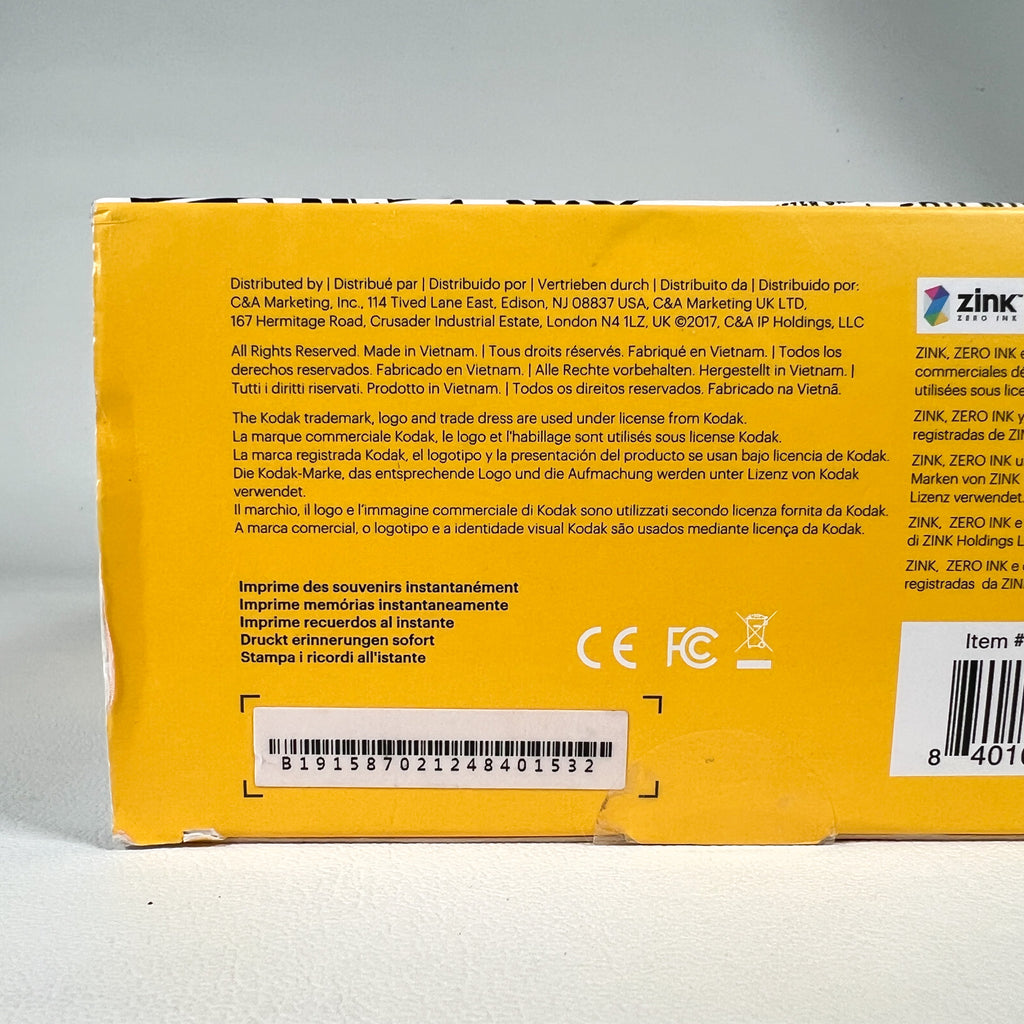 Distributed by | Distribué par | Distribuido por | Vertrieben durch | Distribuito da | Distribuido por:
C&A Marketing, Inc., 114 Tived Lane East, Edison, NJ 08837 USA, C&A Marketing UK LTD,
167 Hermitage Road, Crusader Industrial Estate, London N4 1LZ, UK ©2017, C&A IP Holdings, LLC
All Rights Reserved. Made in Vietnam. | Tous droits réservés. Fabriqué en Vietnam. | Todos los
derechos reservados. Fabricado en Vietnam. | Alle Rechte vorbehalten. Hergestellt in Vietnam. |
Tutti i diritti riservati. Prodotto in Vietnam. | Todos os direitos reservados. Fabricado na Vietnã.
The Kodak trademark, logo and trade dress are used under license from Kodak.
La marque commerciale Kodak, le logo et l'habillage sont utilisés sous license Kodak.
La marca registrada Kodak, el logotipo y la presentación del producto se usan bajo licencia de Kodak.
Die Kodak-Marke, das entsprechende Logo und die Aufmachung werden unter Lizenz von Kodak
verwendet.
Il marchio, il logo e l'immagine commerciale di Kodak sono utilizzati secondo licenza fornita da Kodak.
A marca comercial, o logotipo e a identidade visual Kodak são usados mediante licença da Kodak.
Imprime des souvenirs instantanément
Imprime memórias instantaneamente
Imprime recuerdos al instante
Druckt erinnerungen sofort
Stampa i ricordi all'istante
CE FC
B191587021248401532
zink™
ZERO INK
ZINK, ZERO INK e
commerciales dé
utilisées sous lice
ZINK, ZERO INK y
registradas de ZIN
ZINK, ZERO INK u
Marken von ZINK
Lizenz verwendet.
ZINK, ZERO INK e
di ZINK Holdings L
ZINK, ZERO INK e
registradas da ZIN
Item #
8 4010